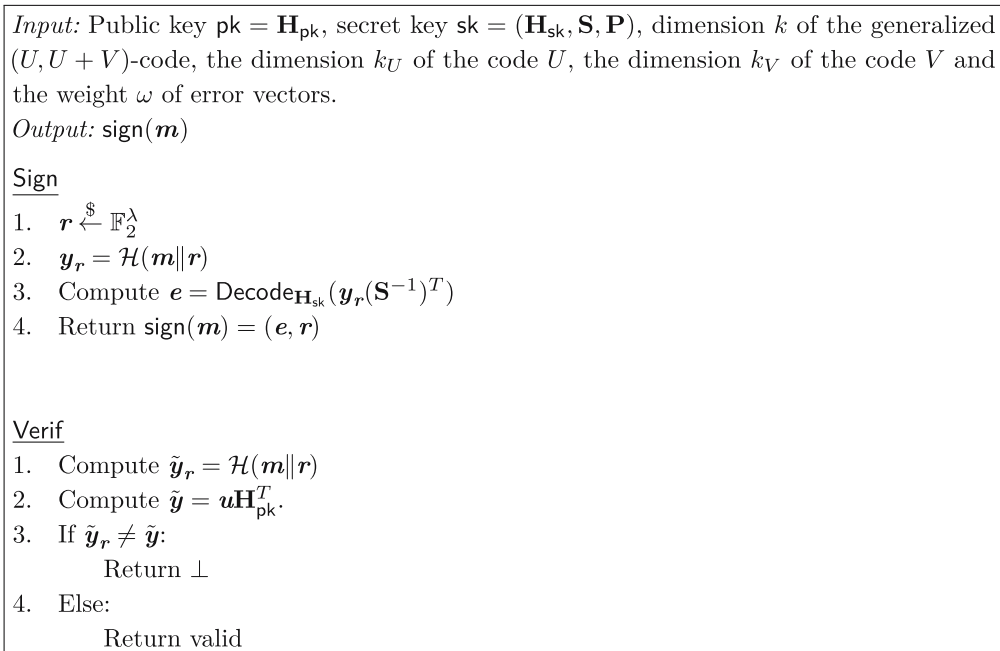 Input: Public key pk = H_pk, secret key sk = (H_sk, S, P), dimension k of the generalized
(U, U + V)-code, the dimension k_U of the code U, the dimension k_V of the code V and
the weight ω of error vectors.
Output: sign(m)
Sign
1. r $← 𝔽_2^λ
2. y_r = ℋ(m‖r)
3. Compute e = Decode_{H_sk}(y_r(S^{−1})^T)
4. Return sign(m) = (e, r)
Verif
1. Compute ỹ_r = ℋ(m‖r)
2. Compute ỹ = uH_pk^T.
3. If ỹ_r ≠ ỹ:
Return ⊥
4. Else:
Return valid